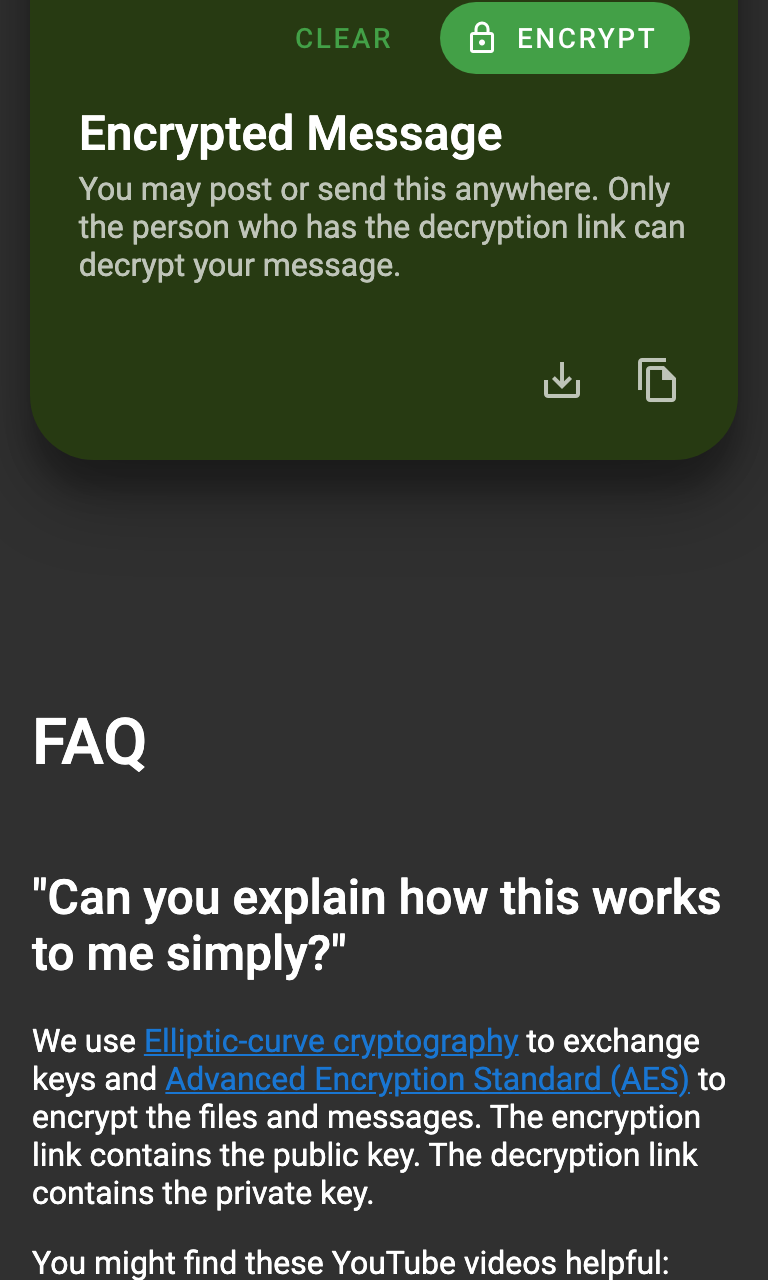 CLEAR ENCRYPT
Encrypted Message
You may post or send this anywhere. Only
the person who has the decryption link can
decrypt your message.
FAQ
"Can you explain how this works
to me simply?"
We use Elliptic-curve cryptography to exchange
keys and Advanced Encryption Standard (AES) to
encrypt the files and messages. The encryption
link contains the public key. The decryption link
contains the private key.
You might find these YouTube videos helpful: